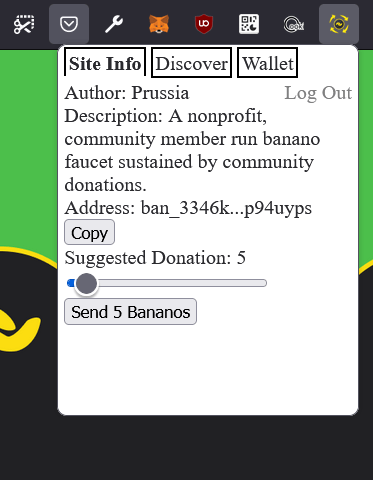 Site Info Discover Wallet
Author: Prussia Log Out
Description: A nonprofit,
community member run banano
faucet sustained by community
donations.
Address: ban_3346k...p94uyps
Copy
Suggested Donation: 5
Send 5 Bananos